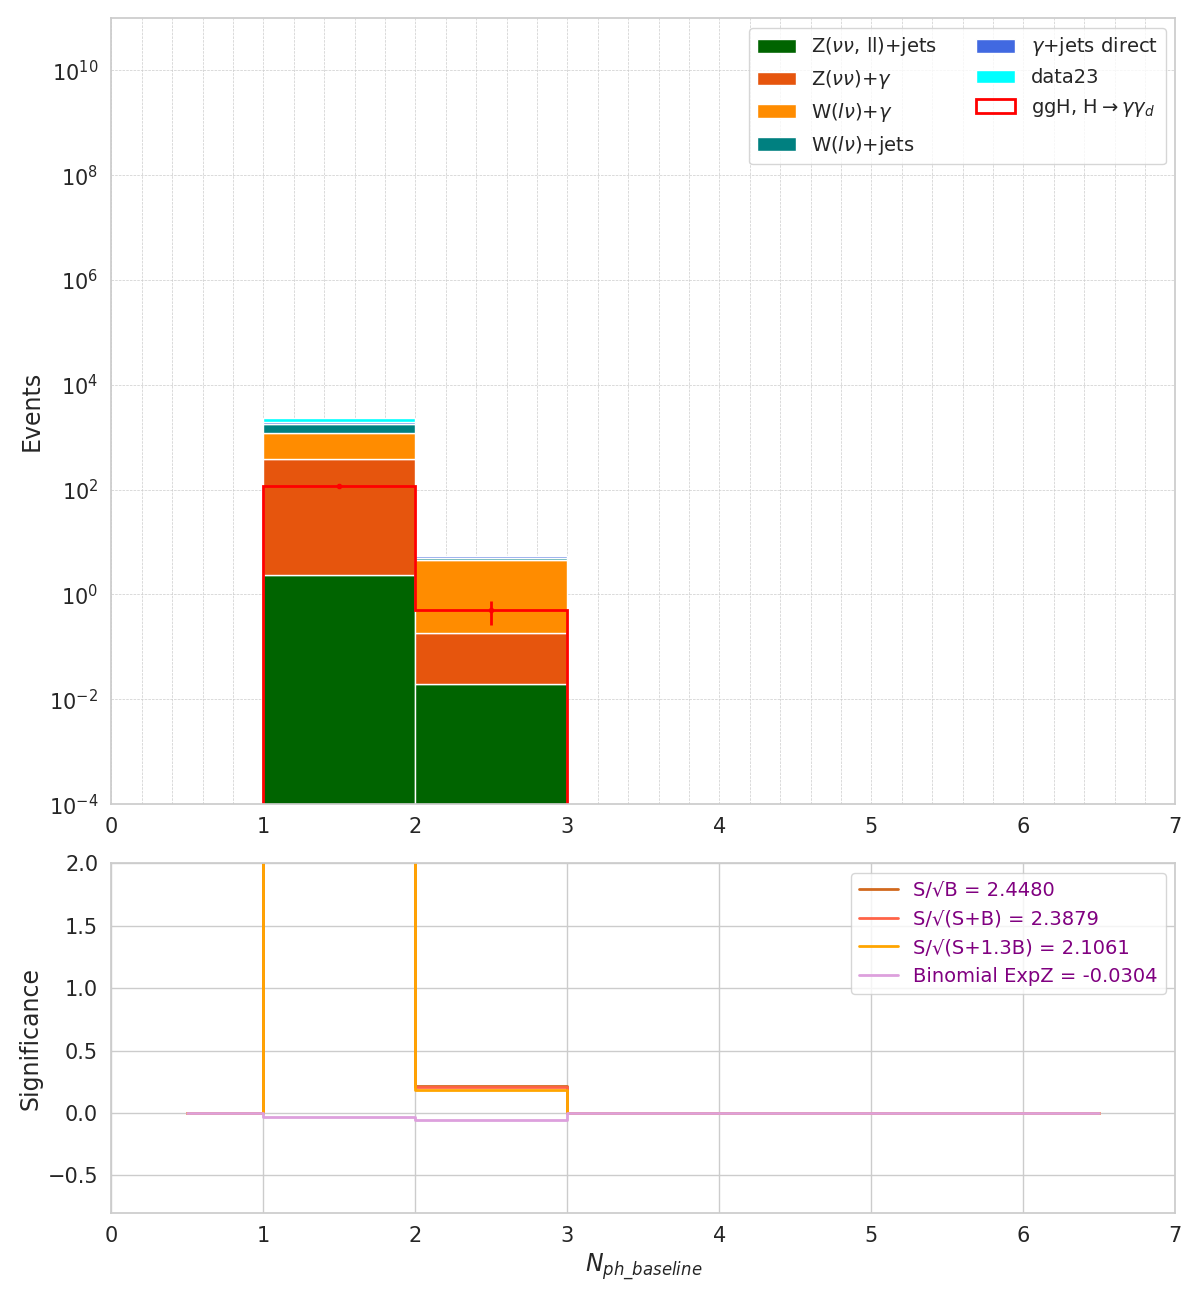 Z(νν, ll)+jets
Z(νν)+γ
W(lν)+γ
W(lν)+jets
γ+jets direct
data23
ggH, H→γγ_d
10^10
10^8
10^6
10^4
10^2
10^0
10^−2
10^−4
Events
0 1 2 3 4 5 6 7
2.0
1.5
1.0
0.5
0.0
−0.5
Significance
S/√B = 2.4480
S/√(S+B) = 2.3879
S/√(S+1.3B) = 2.1061
Binomial ExpZ = -0.0304
0 1 2 3 4 5 6 7
N_ph_baseline